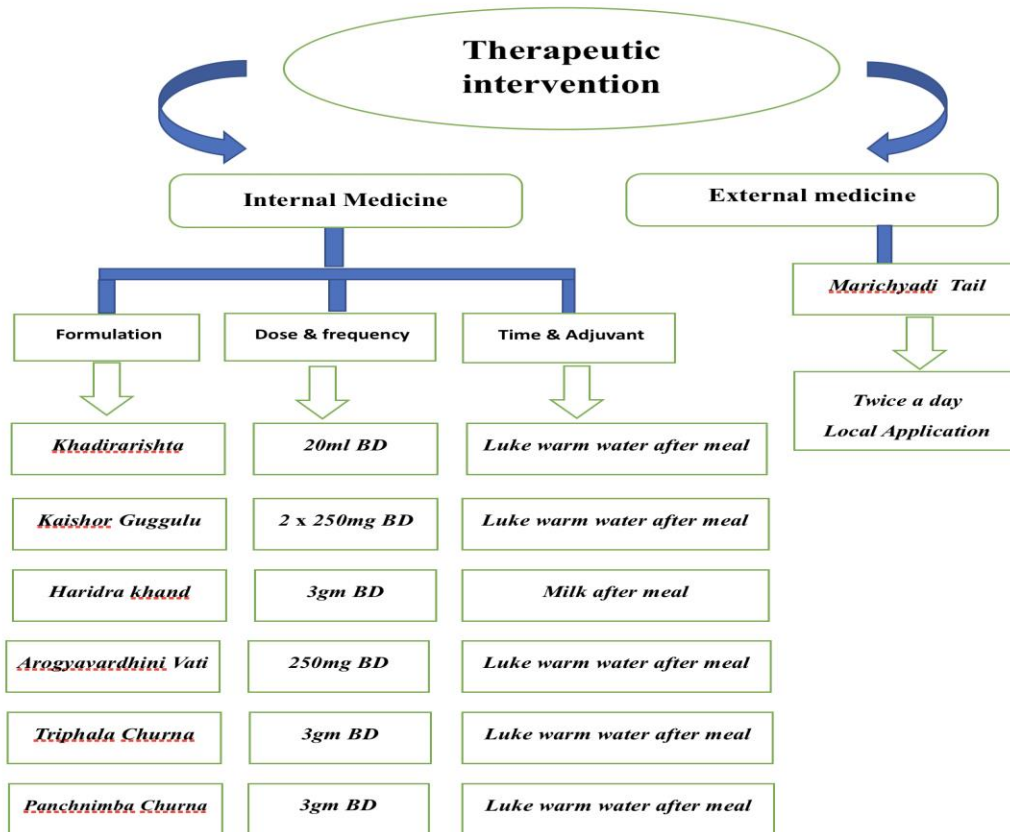 Therapeutic
intervention
Internal Medicine
External medicine
Marichyadi Tail
Twice a day
Local Application
Formulation
Dose & frequency
Time & Adjuvant
Khadirarishta
20ml BD
Luke warm water after meal
Kaishor Guggulu
2 x 250mg BD
Luke warm water after meal
Haridra khand
3gm BD
Milk after meal
Arogyavardhini Vati
250mg BD
Luke warm water after meal
Triphala Churna
3gm BD
Luke warm water after meal
Panchnimba Churna
3gm BD
Luke warm water after meal